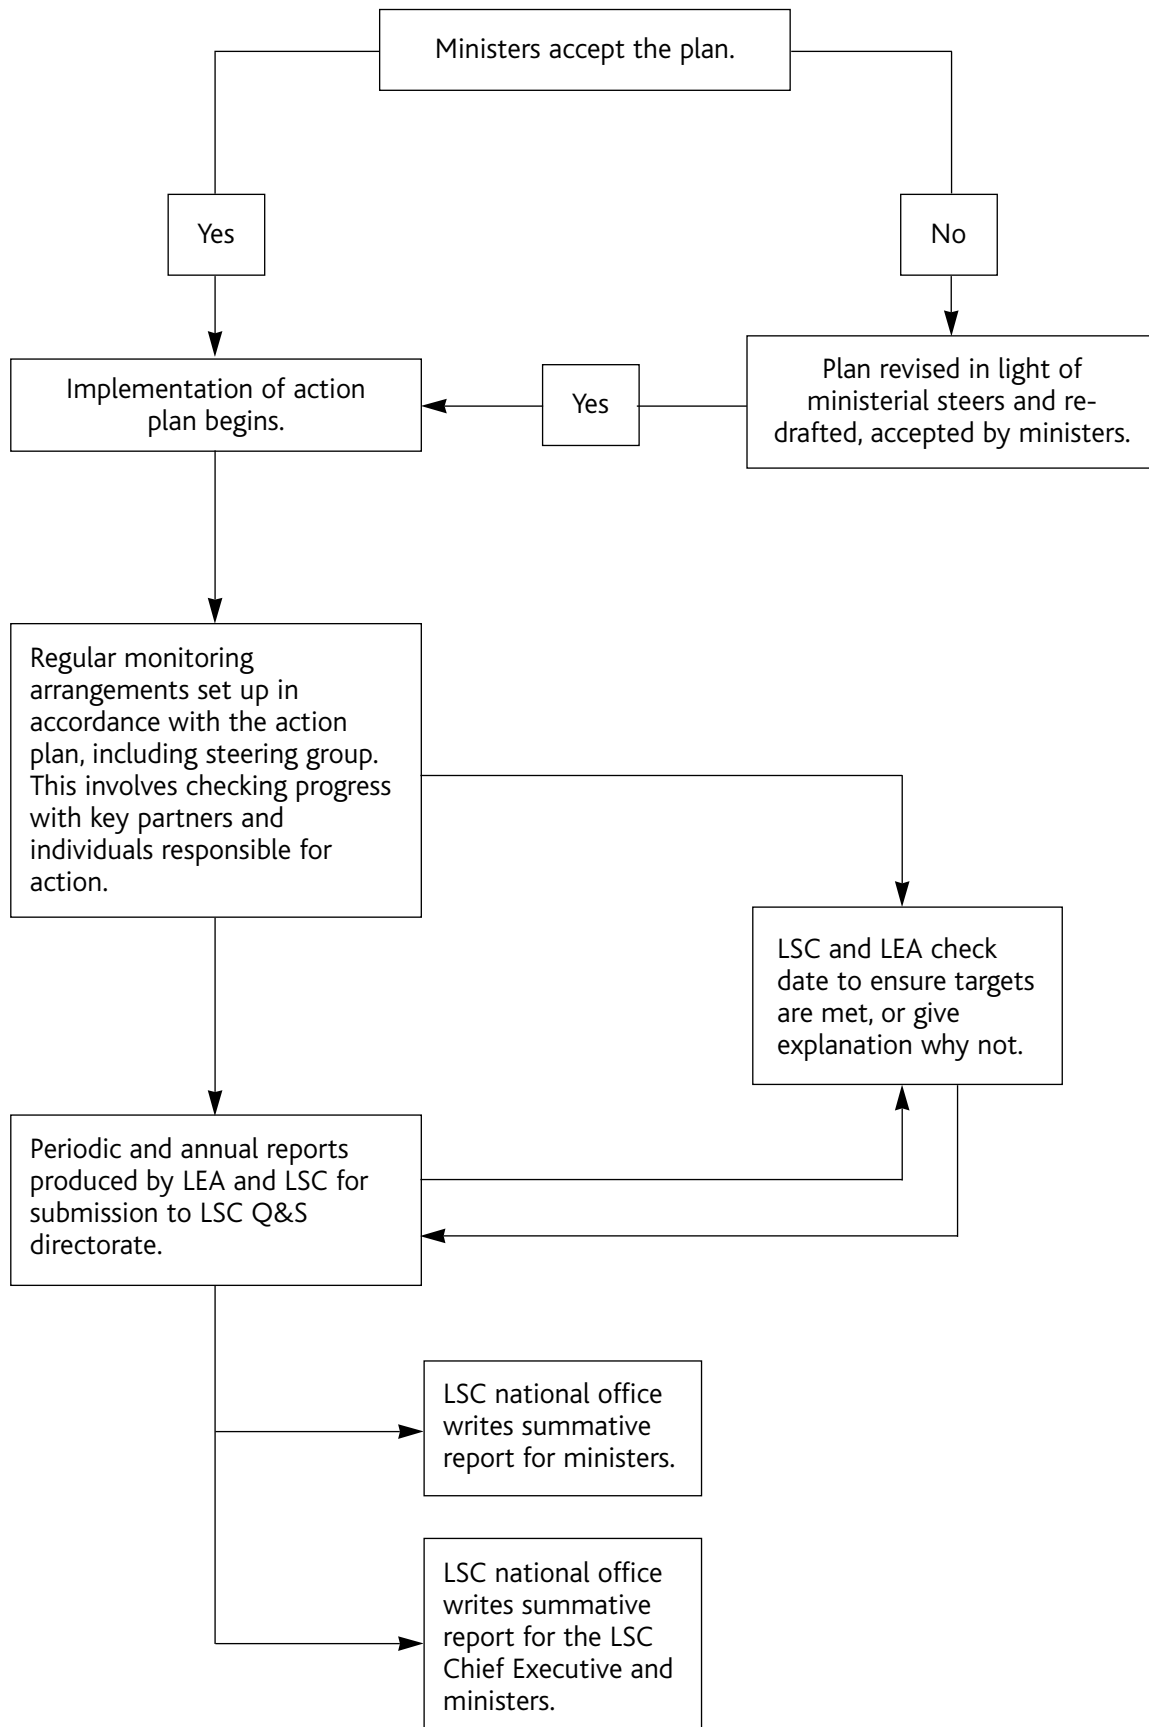 Ministers accept the plan.
Yes
No
Implementation of action
plan begins.
Yes
Plan revised in light of
ministerial steers and re-
drafted, accepted by ministers.
Regular monitoring
arrangements set up in
accordance with the action
plan, including steering group.
This involves checking progress
with key partners and
individuals responsible for
action.
LSC and LEA check
date to ensure targets
are met, or give
explanation why not.
Periodic and annual reports
produced by LEA and LSC for
submission to LSC Q&S
directorate.
LSC national office
writes summative
report for ministers.
LSC national office
writes summative
report for the LSC
Chief Executive and
ministers.